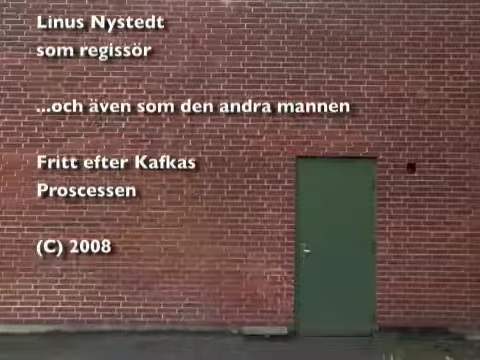 Linus Nystedt
som regissör
...och även som den andra mannen
Fritt efter Kafkas
Proscessen
(C) 2008